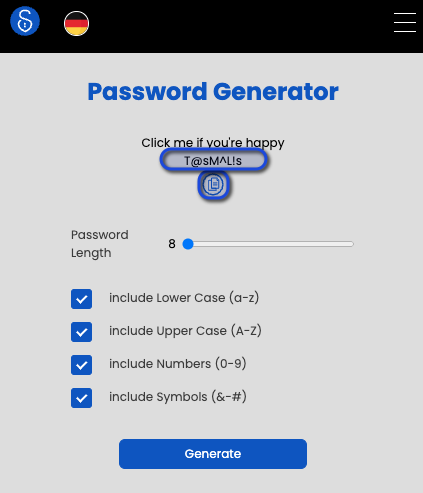 Password Generator
Click me if you're happy
T@sM^L!s
Password
Length
8
include Lower Case (a-z)
include Upper Case (A-Z)
include Numbers (0-9)
include Symbols (&-#)
Generate